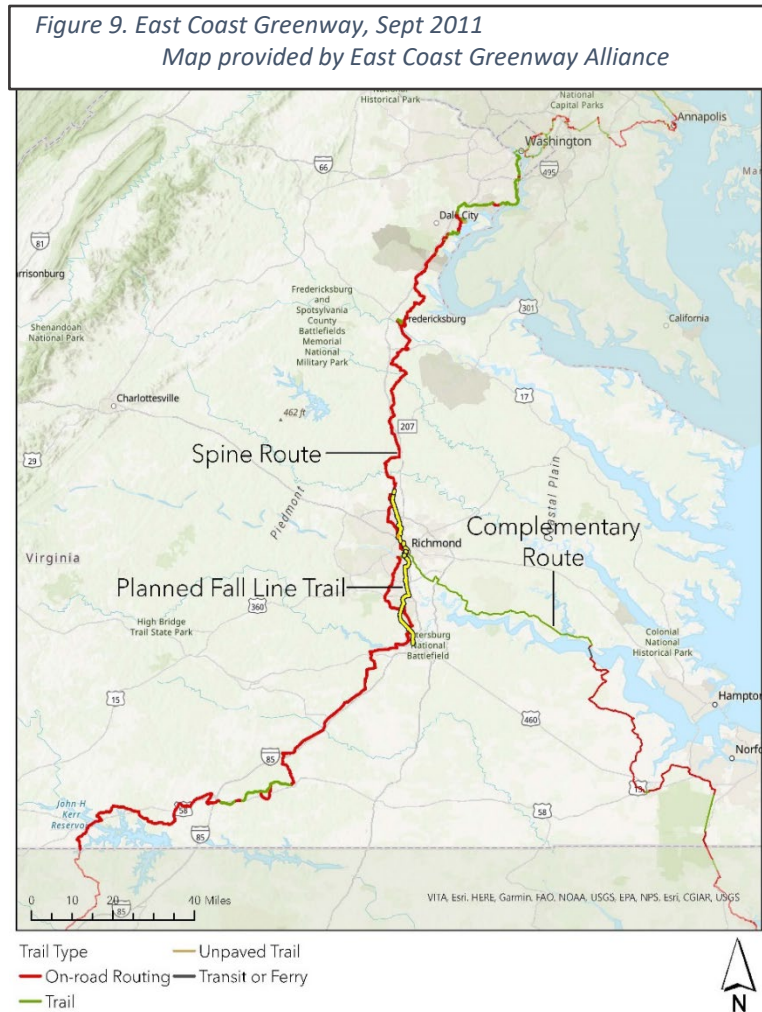 Figure 9. East Coast Greenway, Sept 2011
Map provided by East Coast Greenway Alliance
Historical Park
National
Capital Parks
Annapolis
Washington
66
495
Dale City
81
rrisonburg
Fredericksburg
and
Spotsylvania
County
Battlefields
Memorial
National
Military Park
301
Fredericksburg
California
Shenandoah
National Park
Charlottesville
462 ft
17
207
29
Spine Route
Piedmont
Coastal Plain
Complementary
Route
Richmond
Virginia
Planned Fall Line Trail
360
High Bridge
Trail State Park
tersburg
National
Battlefield
Colonial
National
Historical Park
15
Hampton
460
Norfo
85
13
58
58
John H
Kerr
Reservo
85
0 10 20 40 Miles
85
VITA, Esri, HERE, Garmin, FAO, NOAA, USGS, EPA, NPS, Esri, CGIAR, USGS
Trail Type
Unpaved Trail
On-road Routing
Transit or Ferry
Trail
N